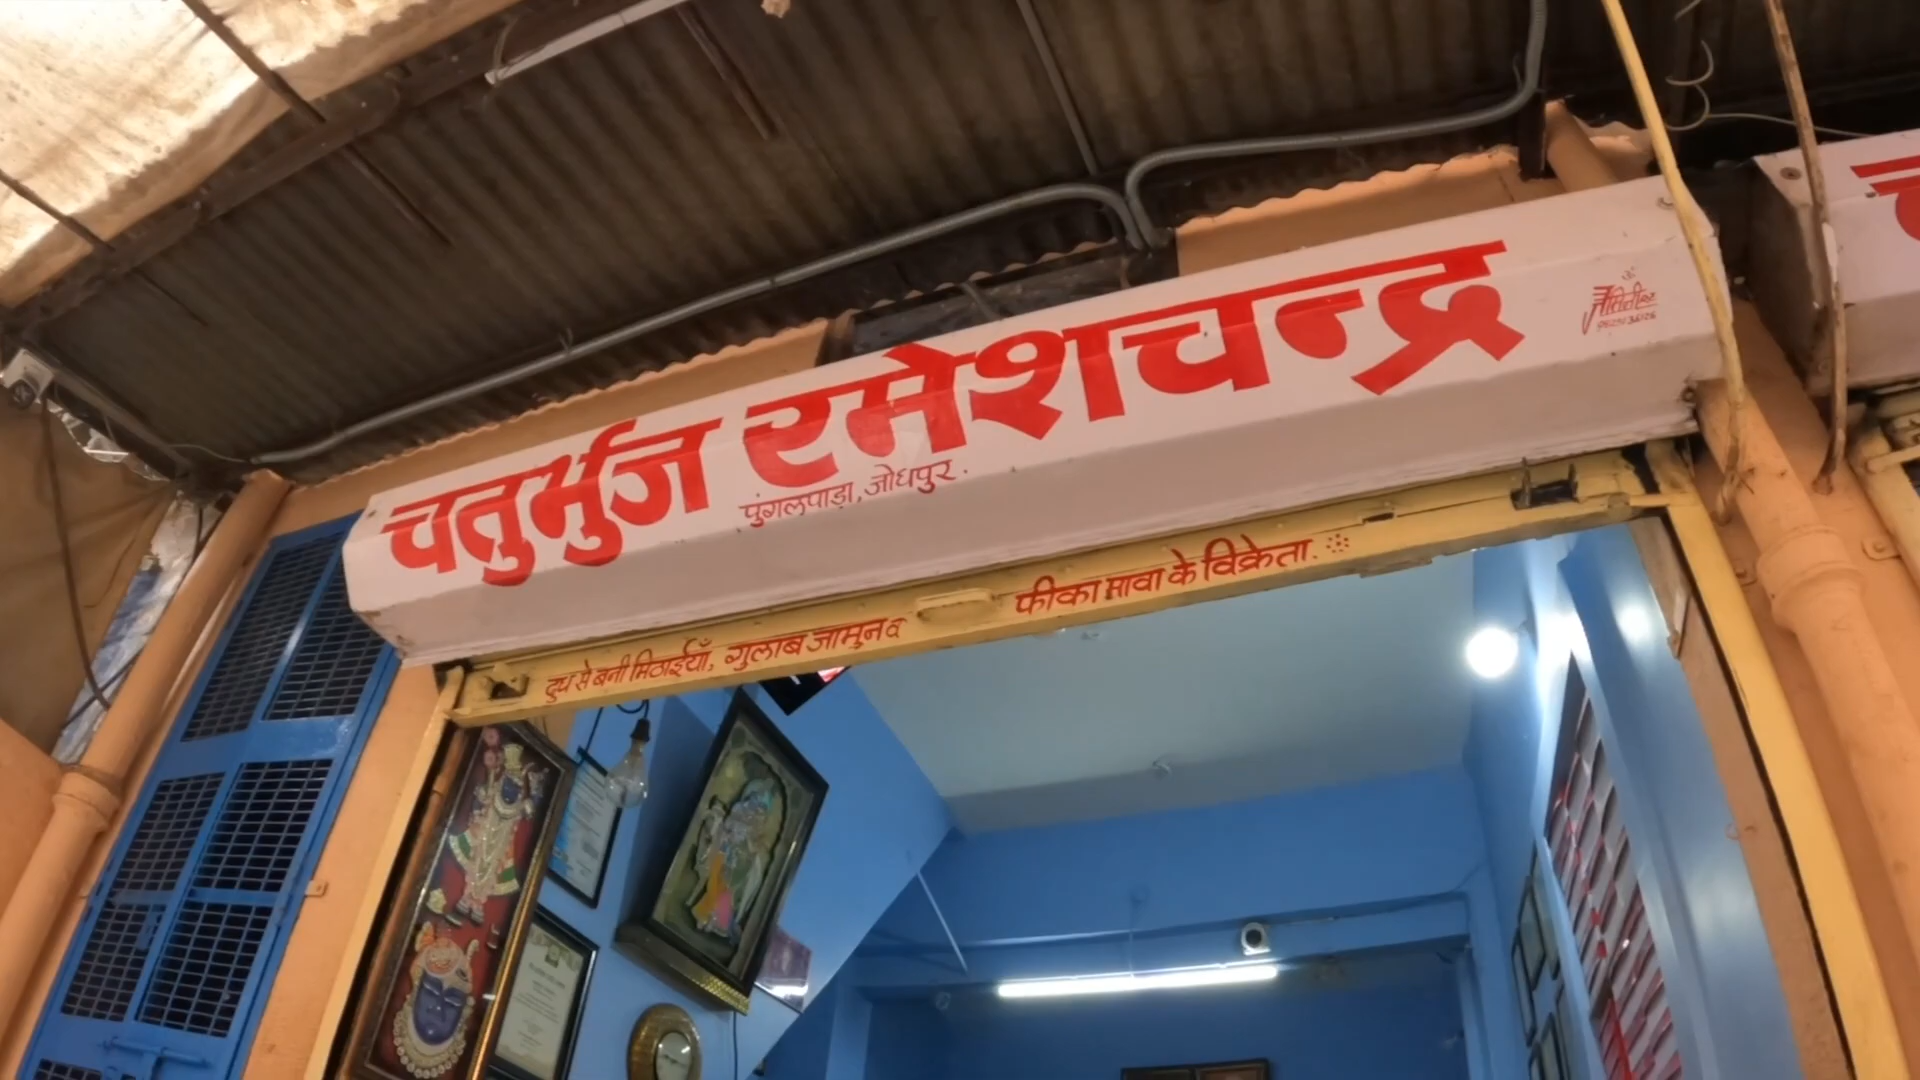 चतुर्भुज रमेशचन्द्र
पुंगलपाड़ा, जोधपुर.
दुध से बनी मिठाईयाँ, गुलाब जामुन व फीका मावा के विक्रेता.